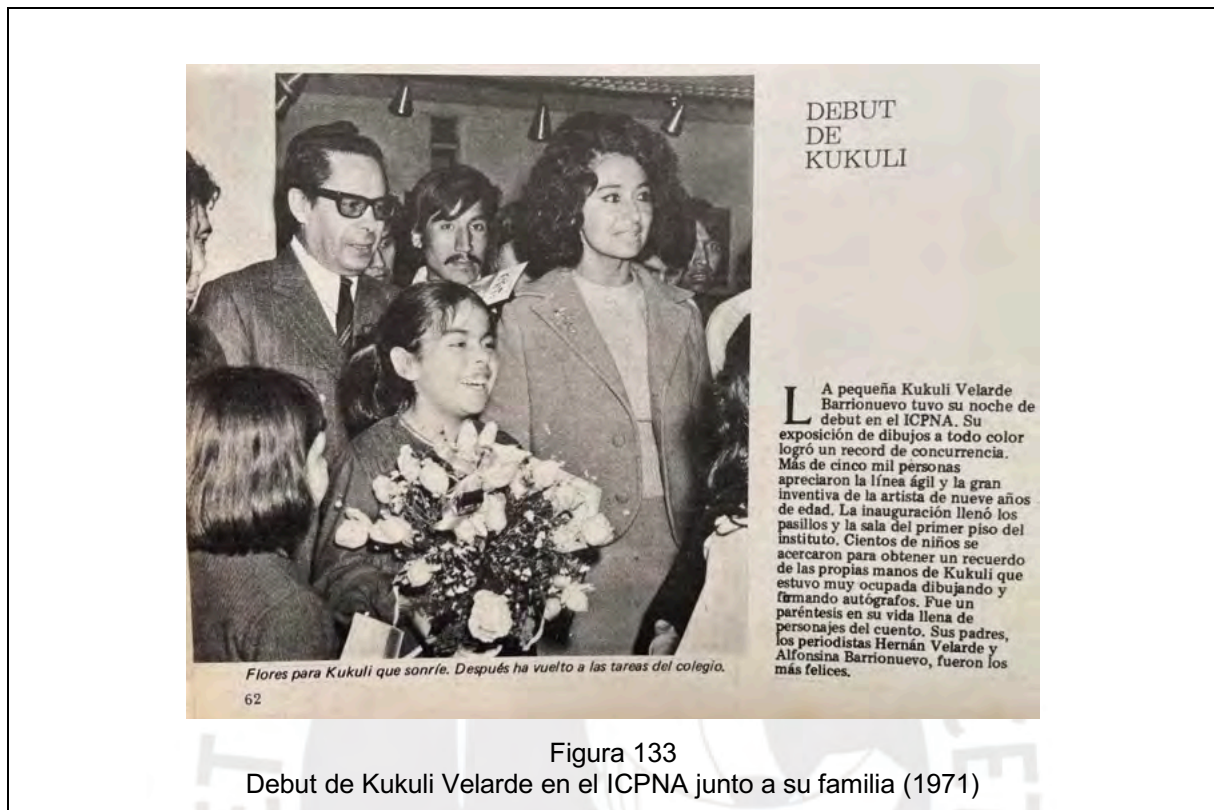 DEBUT
DE
KUKULI
LA pequeña Kukuli Velarde
Barrionuevo tuvo su noche de
debut en el ICPNA. Su
exposición de dibujos a todo color
logró un record de concurrencia.
Más de cinco mil personas
apreciaron la línea ágil y la gran
inventiva de la artista de nueve años
de edad. La inauguración llenó los
pasillos y la sala del primer piso del
instituto. Cientos de niños se
acercaron para obtener un recuerdo
de las propias manos de Kukuli que
estuvo muy ocupada dibujando y
firmando autógrafos. Fue un
paréntesis en su vida llena de
personajes del cuento. Sus padres,
los periodistas Hernán Velarde y
Alfonsina Barrionuevo, fueron los
más felices.
Flores para Kukuli que sonríe. Después ha vuelto a las tareas del colegio.
62
Figura 133
Debut de Kukuli Velarde en el ICPNA junto a su familia (1971)